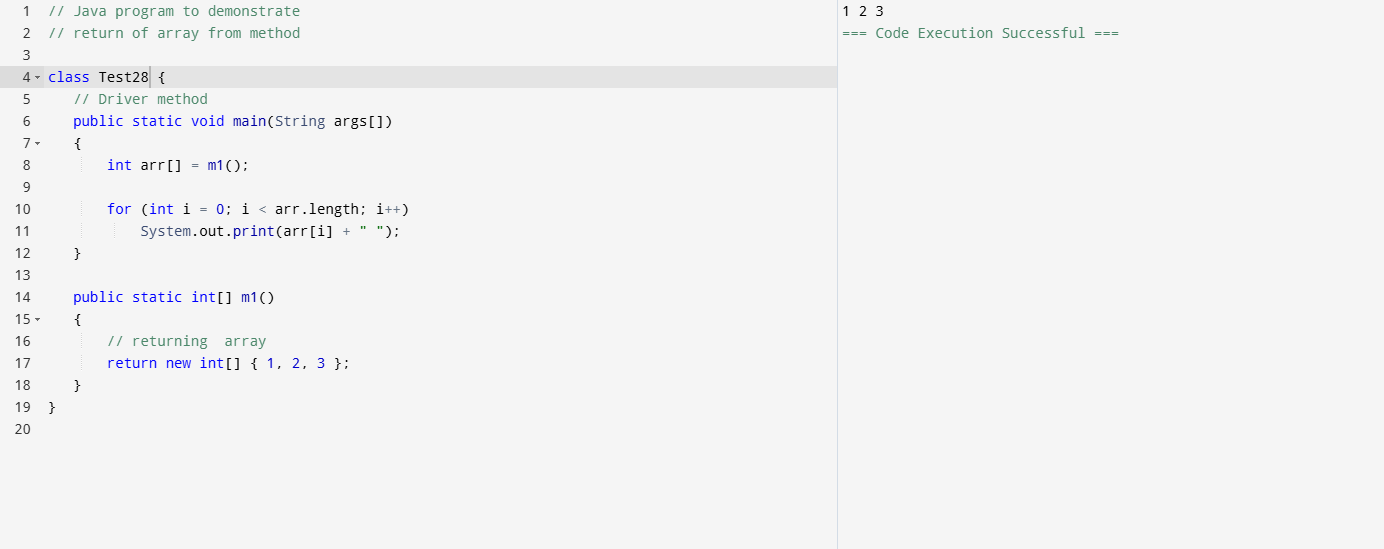 1 // Java program to demonstrate
2 // return of array from method
3
4 class Test28 {
5    // Driver method
6    public static void main(String args[])
7    {
8        int arr[] = m1();
9
10        for (int i = 0; i < arr.length; i++)
11            System.out.print(arr[i] + " ");
12    }
13
14    public static int[] m1()
15    {
16        // returning  array
17        return new int[] { 1, 2, 3 };
18    }
19 }
20
1 2 3
=== Code Execution Successful ===